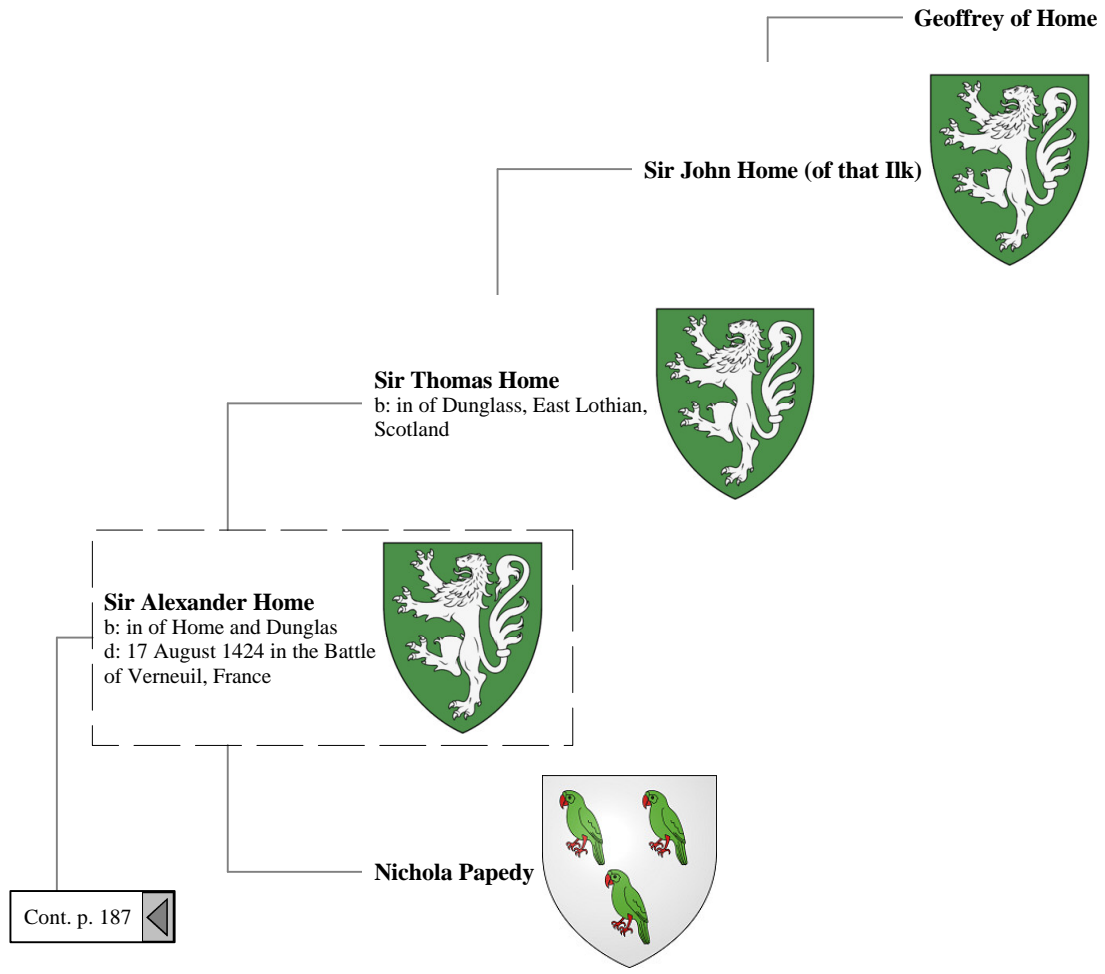 Geoffrey of Home
Sir John Home (of that Ilk)
Sir Thomas Home
b: in of Dunglass, East Lothian,
Scotland
Sir Alexander Home
b: in of Home and Dunglas
d: 17 August 1424 in the Battle
of Verneuil, France
Nichola Papedy
Cont. p. 187